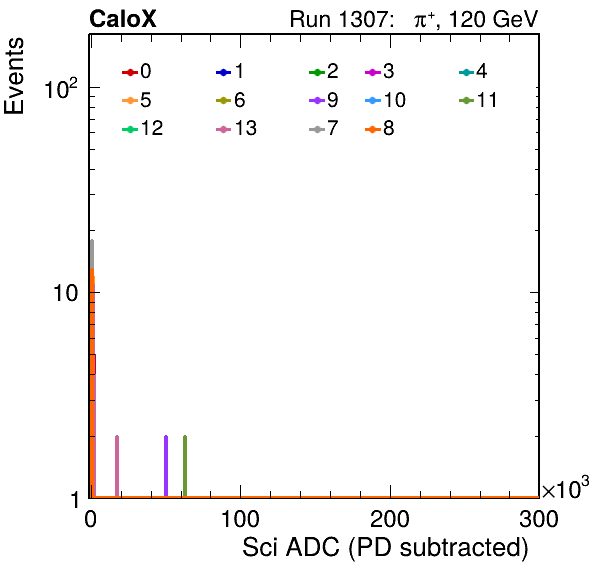 CaloX Run 1307: π⁺, 120 GeV
Events
0 1 2 3 4
5 6 9 10 11
12 13 7 8
10²
10
1
0 100 200 300
×10³
Sci ADC (PD subtracted)